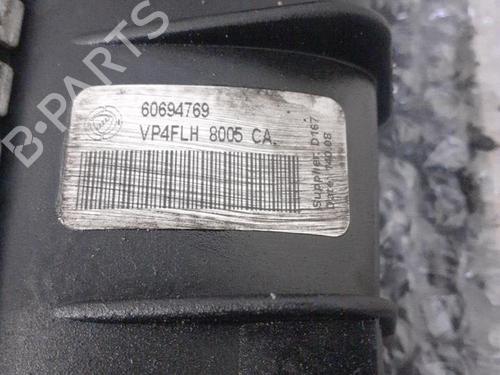 B-PARTS
60694769
VP4FLH 8005 CA.
Supplier: D167